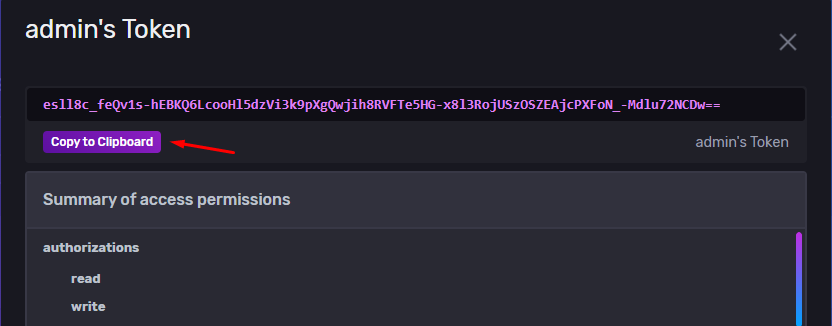 admin's Token
esll8c_feQv1s-hEBKQ6LcooHl5dzVi3k9pXgQwjih8RVFTe5HG-x8l3RojUSzOSZEAjcPXFoN_-Mdlu72NCDw==
Copy to Clipboard
admin's Token
Summary of access permissions
authorizations
read
write